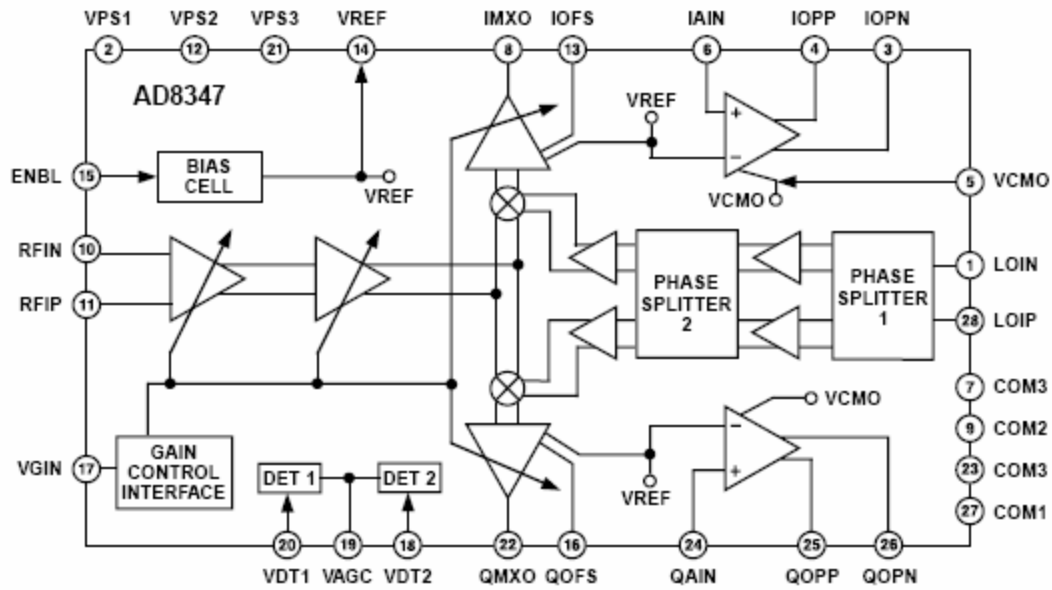 VPS1 VPS2 VPS3 VREF IMXO IOFS IAIN IOPP IOPN
2 12 21 14 8 13 6 4 3
AD8347
VREF
ENBL 15
BIAS
CELL
VREF
VCMO
5 VCMO
RFIN 10
RFIP 11
PHASE
SPLITTER
2
PHASE
SPLITTER
1
1 LOIN
28 LOIP
7 COM3
VCMO
9 COM2
VGIN 17
GAIN
CONTROL
INTERFACE
DET 1 DET 2
VREF
23 COM3
27 COM1
20 19 18 22 16 24 25 26
VDT1 VAGC VDT2 QMXO QOFS QAIN QOPP QOPN